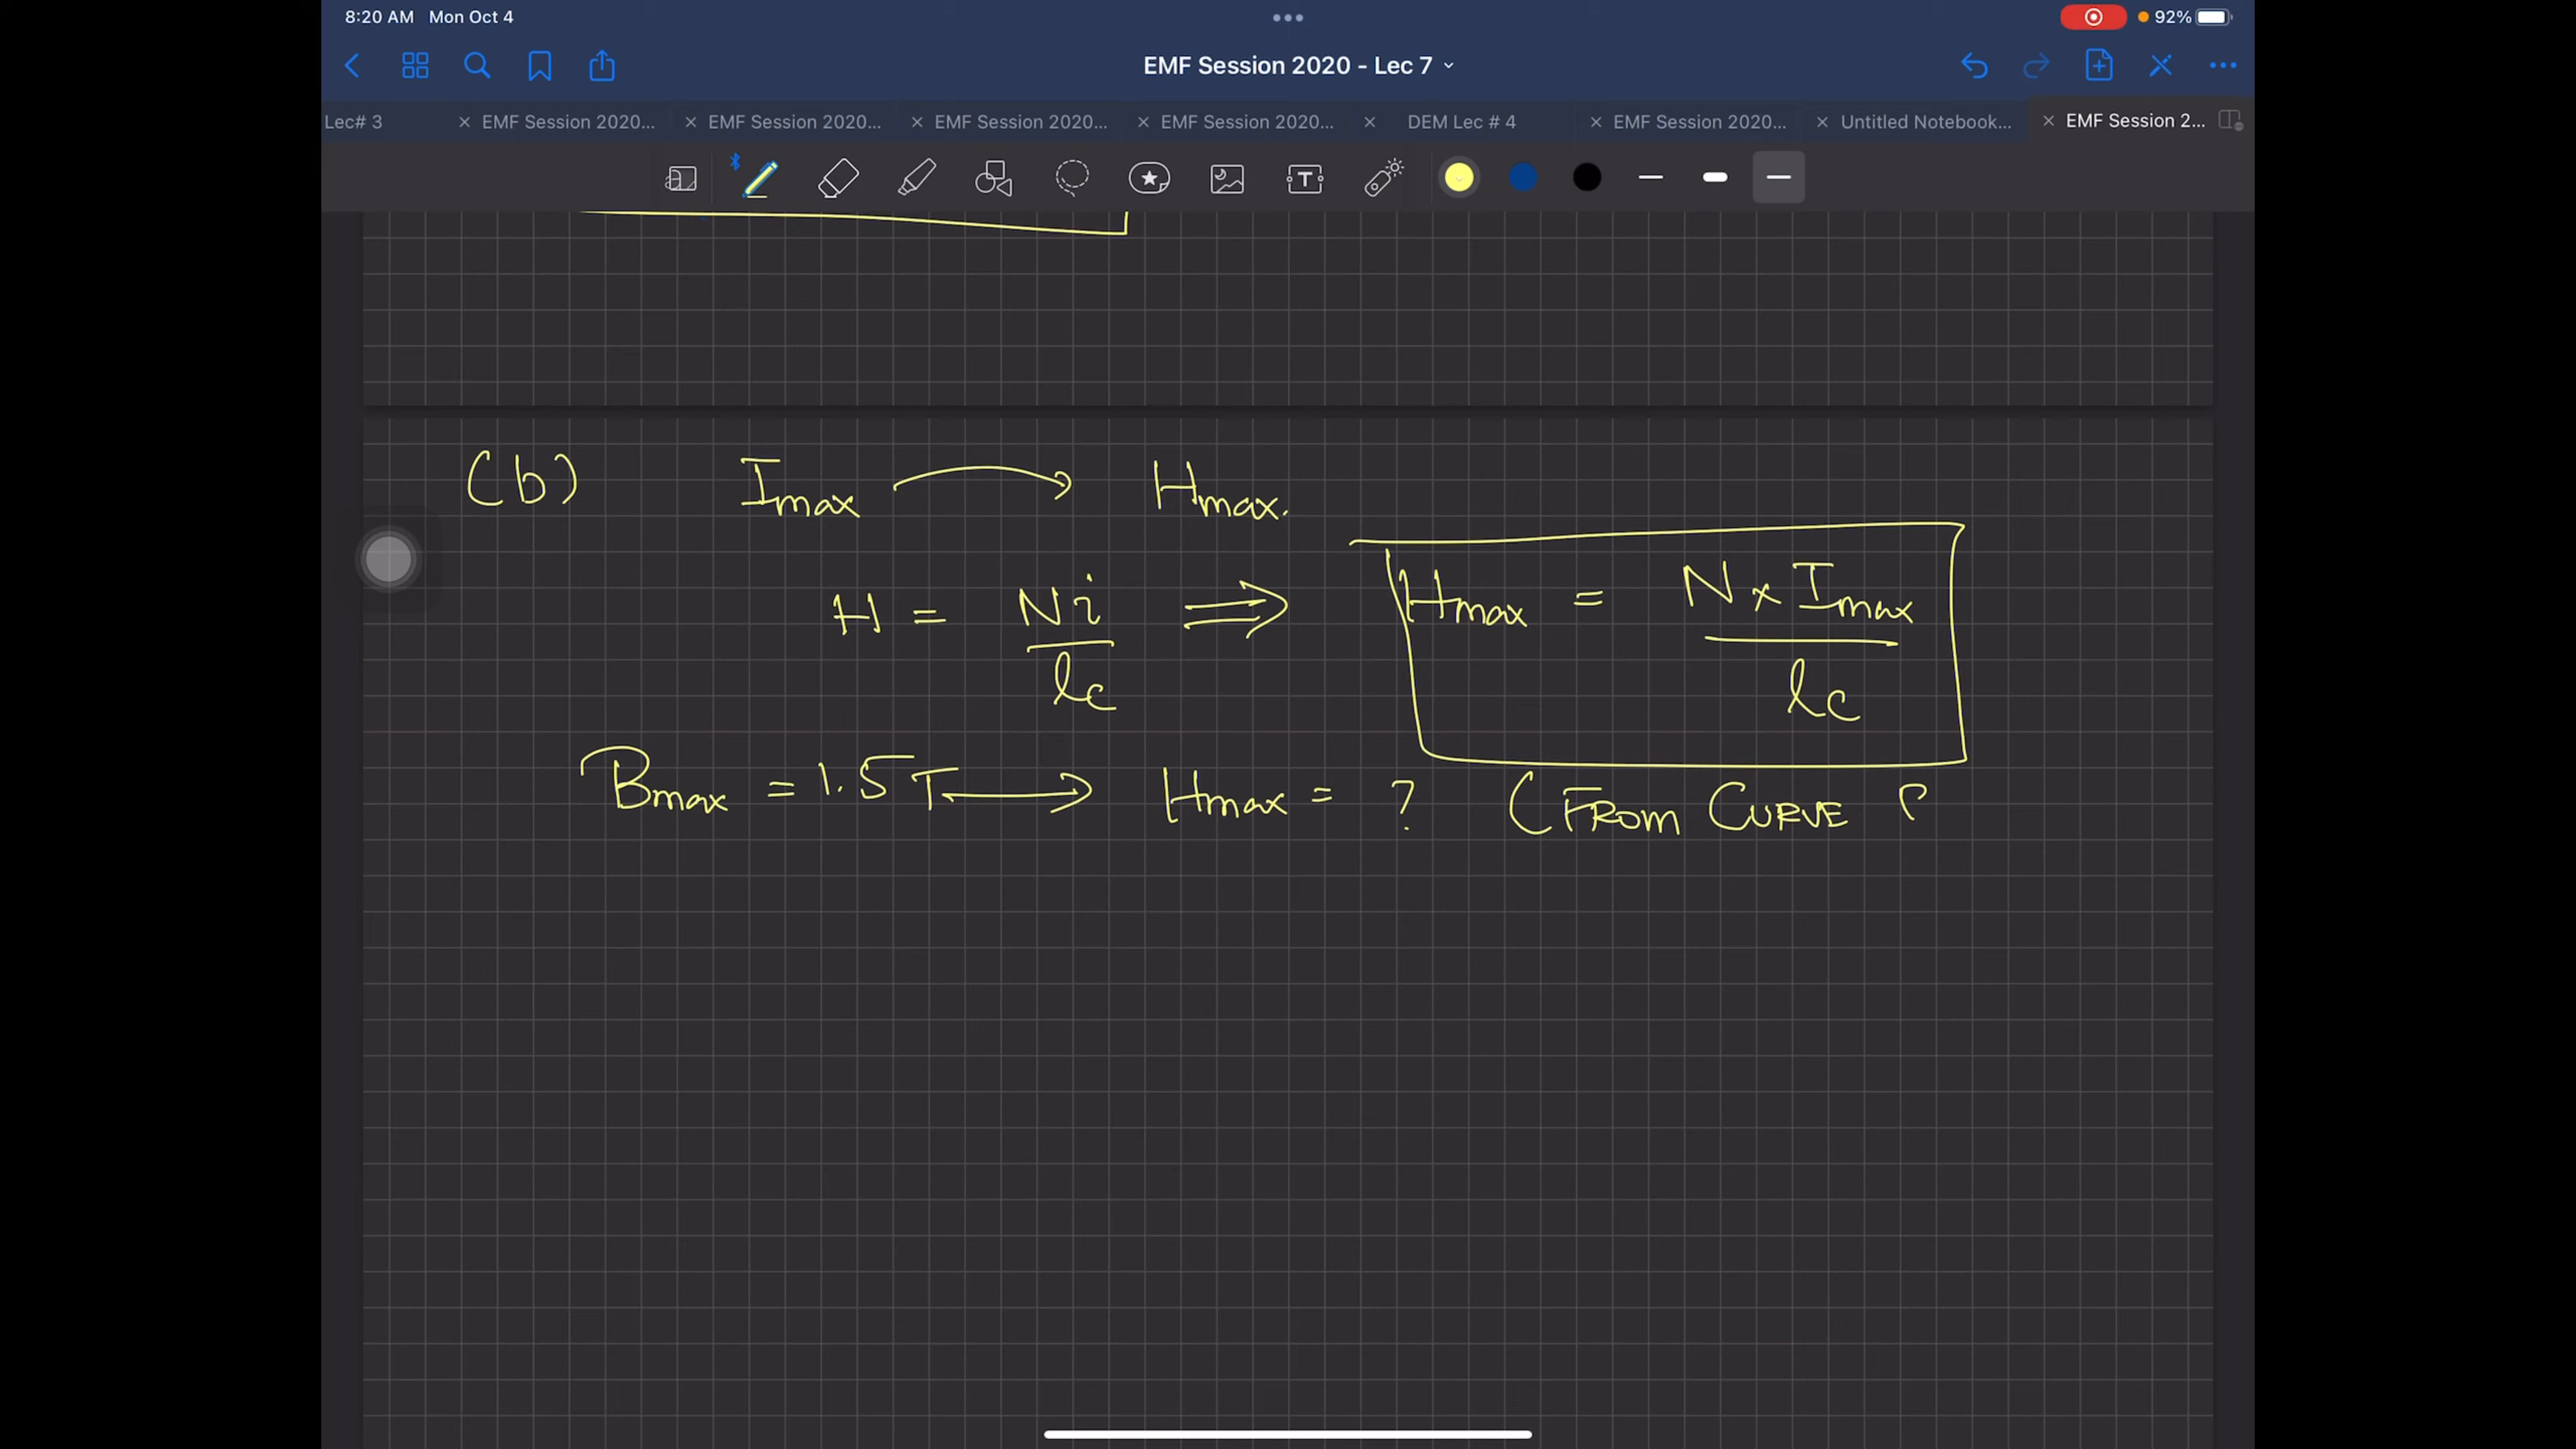 8:20 AM Mon Oct 4
92%
EMF Session 2020 - Lec 7
Lec# 3
EMF Session 2020...
EMF Session 2020...
EMF Session 2020...
EMF Session 2020...
DEM Lec # 4
EMF Session 2020...
Untitled Notebook...
EMF Session 2...
(b) Imax → Hmax.
H = Ni/lc ⇒ Hmax = N × Imax/lc
Bmax = 1.5 T → Hmax = ? (FROM CURVE